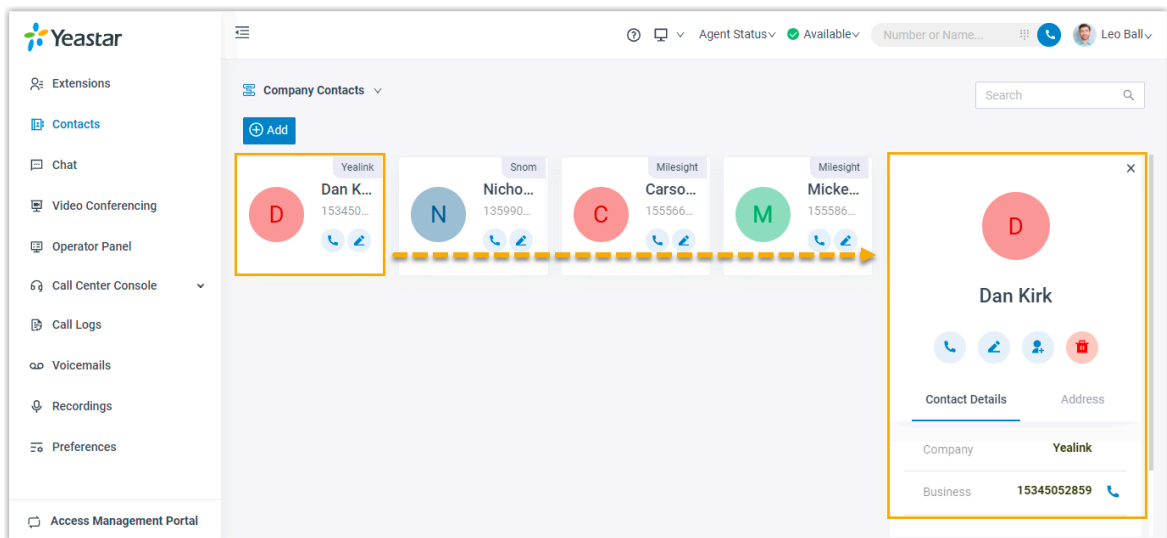 Yeastar
Agent Status
Available
Number or Name...
Leo Ball
Extensions
Contacts
Chat
Video Conferencing
Operator Panel
Call Center Console
Call Logs
Voicemails
Recordings
Preferences
Access Management Portal
Company Contacts
Search
Add
Yealink
D
Dan K...
153450...
Snom
N
Nicho...
135990...
Milesight
C
Carso...
155566...
Milesight
M
Micke...
155586...
D
Dan Kirk
Contact Details Address
Company Yealink
Business 15345052859